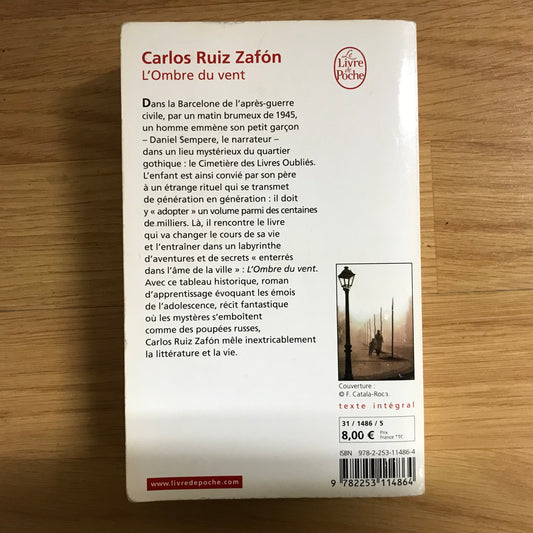 Carlos Ruiz Zafón
L'Ombre du vent
Le
Livre
de
Poche
Dans la Barcelone de l'après-guerre
civile, par un matin brumeux de 1945,
un homme emmène son petit garçon
– Daniel Sempere, le narrateur –
dans un lieu mystérieux du quartier
gothique : le Cimetière des Livres Oubliés.
L'enfant est ainsi convié par son père
à un étrange rituel qui se transmet
de génération en génération : il doit
y « adopter » un volume parmi des centaines
de milliers. Là, il rencontre le livre
qui va changer le cours de sa vie
et l'entraîner dans un labyrinthe
d'aventures et de secrets « enterrés
dans l'âme de la ville » : L'Ombre du vent.
Avec ce tableau historique, roman
d'apprentissage évoquant les émois
de l'adolescence, récit fantastique
où les mystères s'emboîtent
comme des poupées russes,
Carlos Ruiz Zafón mêle inextricablement
la littérature et la vie.
Couverture :
© F. Catala-Roca.
texte intégral
31 / 1486 / 5
8,00 € Prix
France TTC
ISBN 978-2-253-11486-4
9 782253 114864
www.livredepoche.com